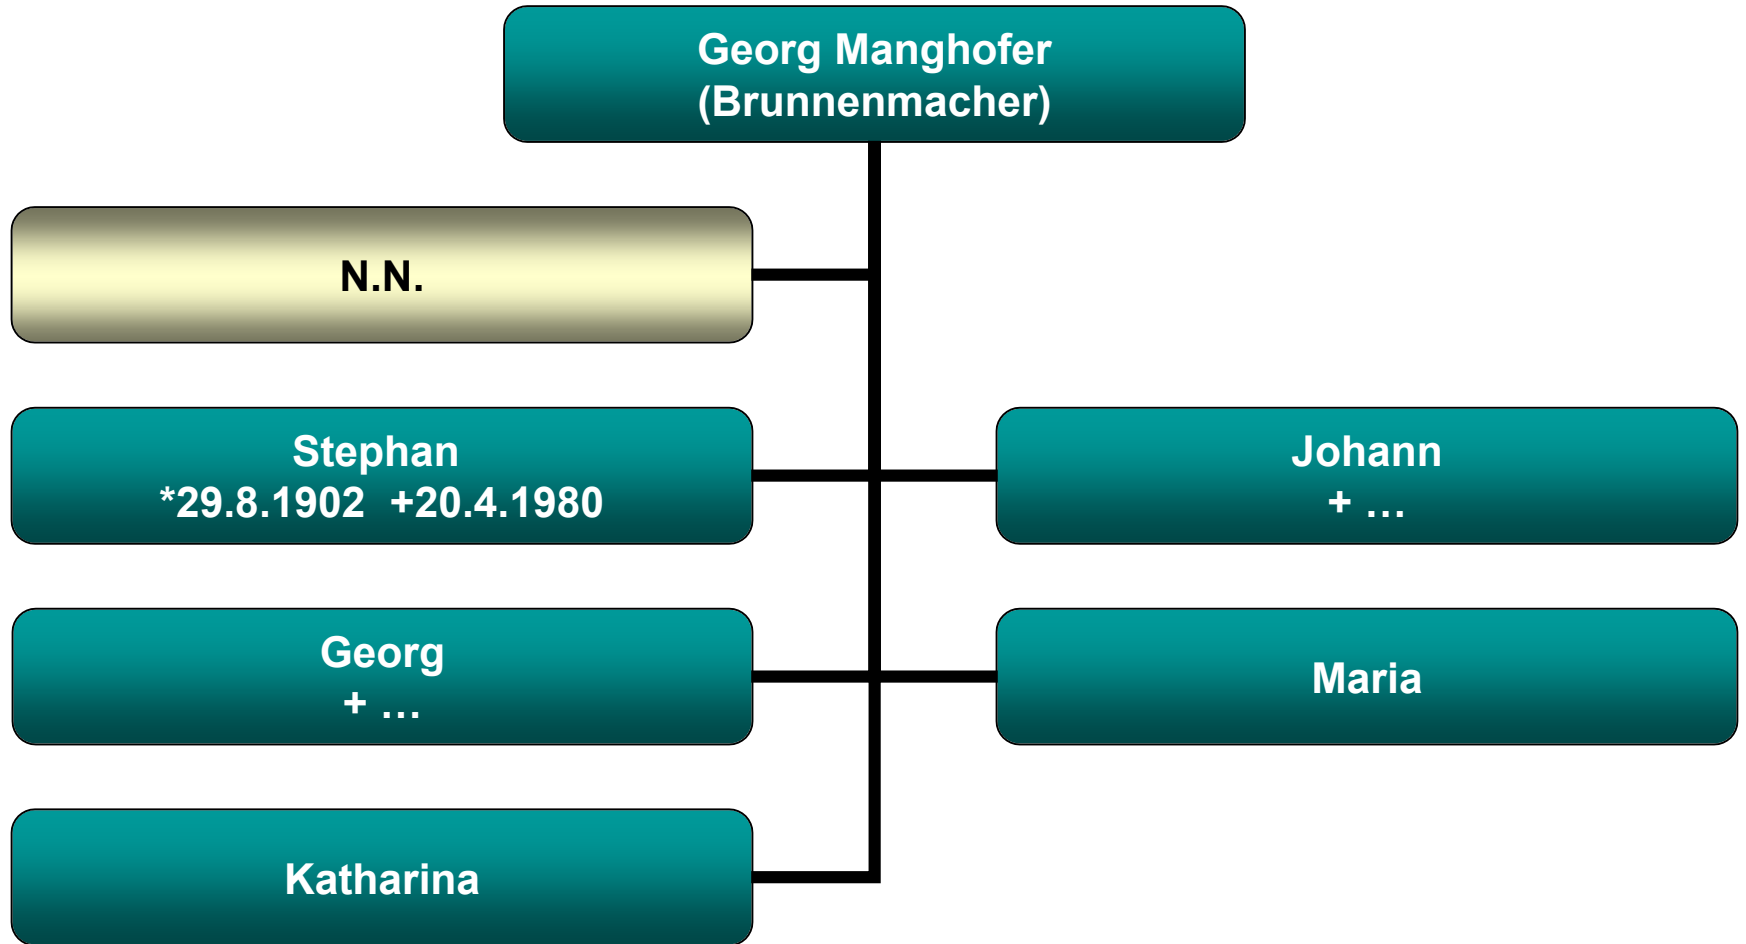 Georg Manghofer
(Brunnenmacher)
N.N.
Stephan
*29.8.1902 +20.4.1980
Johann
+ …
Georg
+ …
Maria
Katharina